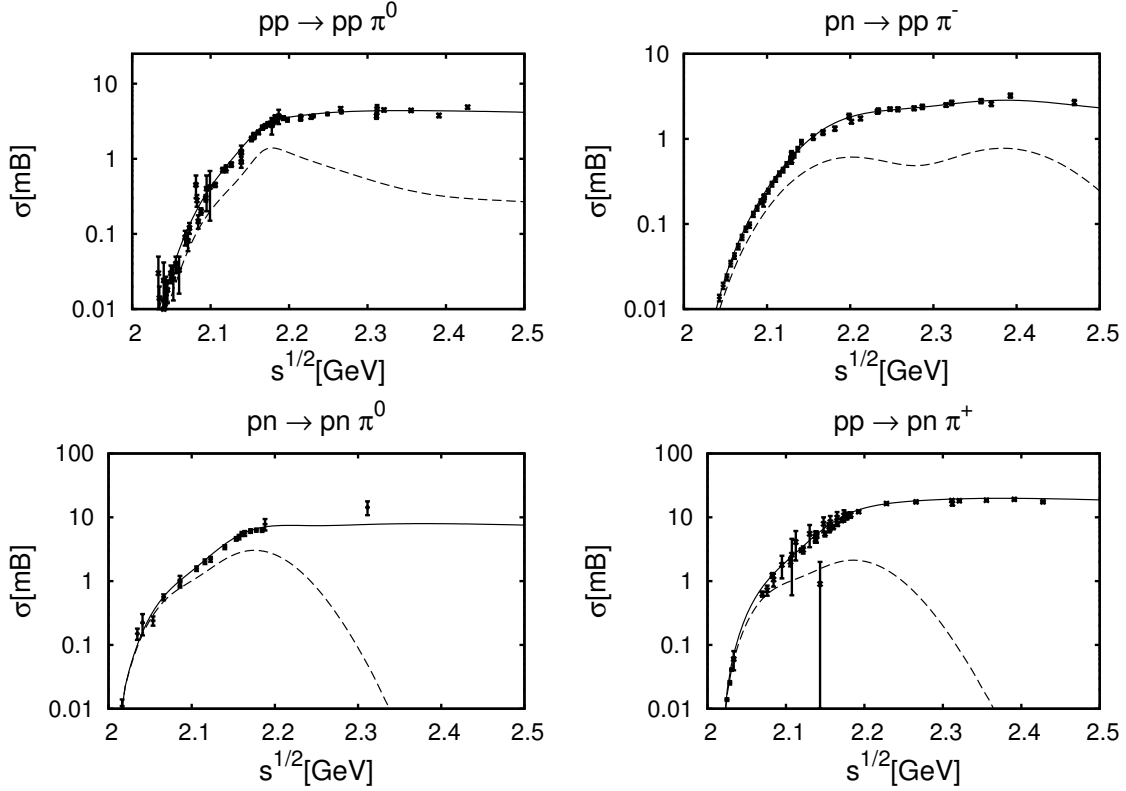 pp → pp π⁰
10
1
0.1
0.01
σ[mB]
2 2.1 2.2 2.3 2.4 2.5
s^{1/2}[GeV]
pn → pp π⁻
10
1
0.1
0.01
σ[mB]
2 2.1 2.2 2.3 2.4 2.5
s^{1/2}[GeV]
pn → pn π⁰
100
10
1
0.1
0.01
σ[mB]
2 2.1 2.2 2.3 2.4 2.5
s^{1/2}[GeV]
pp → pn π⁺
100
10
1
0.1
0.01
σ[mB]
2 2.1 2.2 2.3 2.4 2.5
s^{1/2}[GeV]